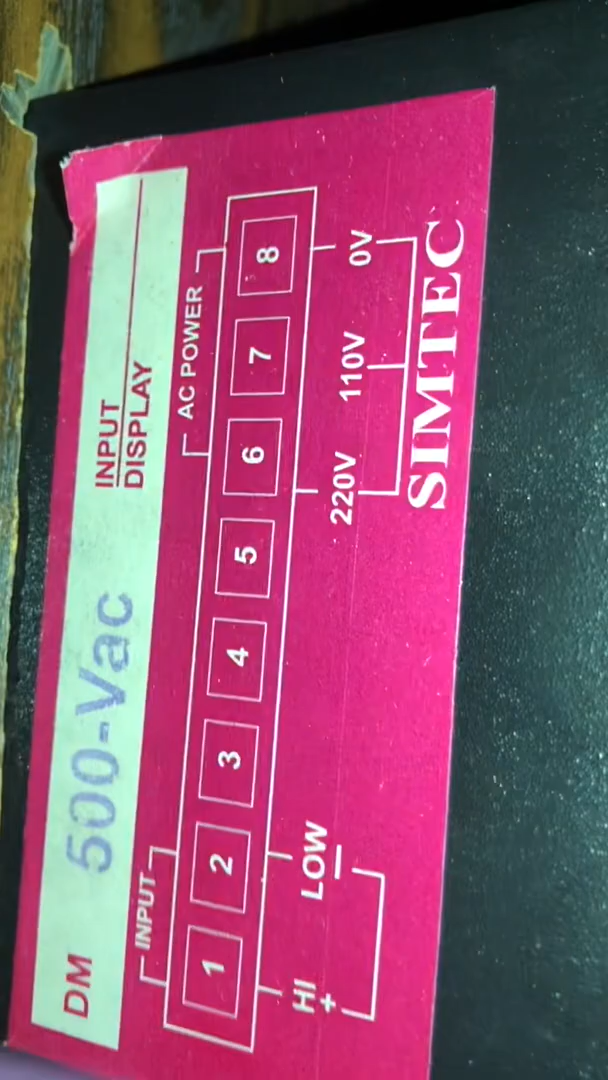 DM 500-Vac INPUT
DISPLAY
INPUT AC POWER
1 2 3 4 5 6 7 8
HI LOW 220V 110V 0V
+ −
SIMTEC